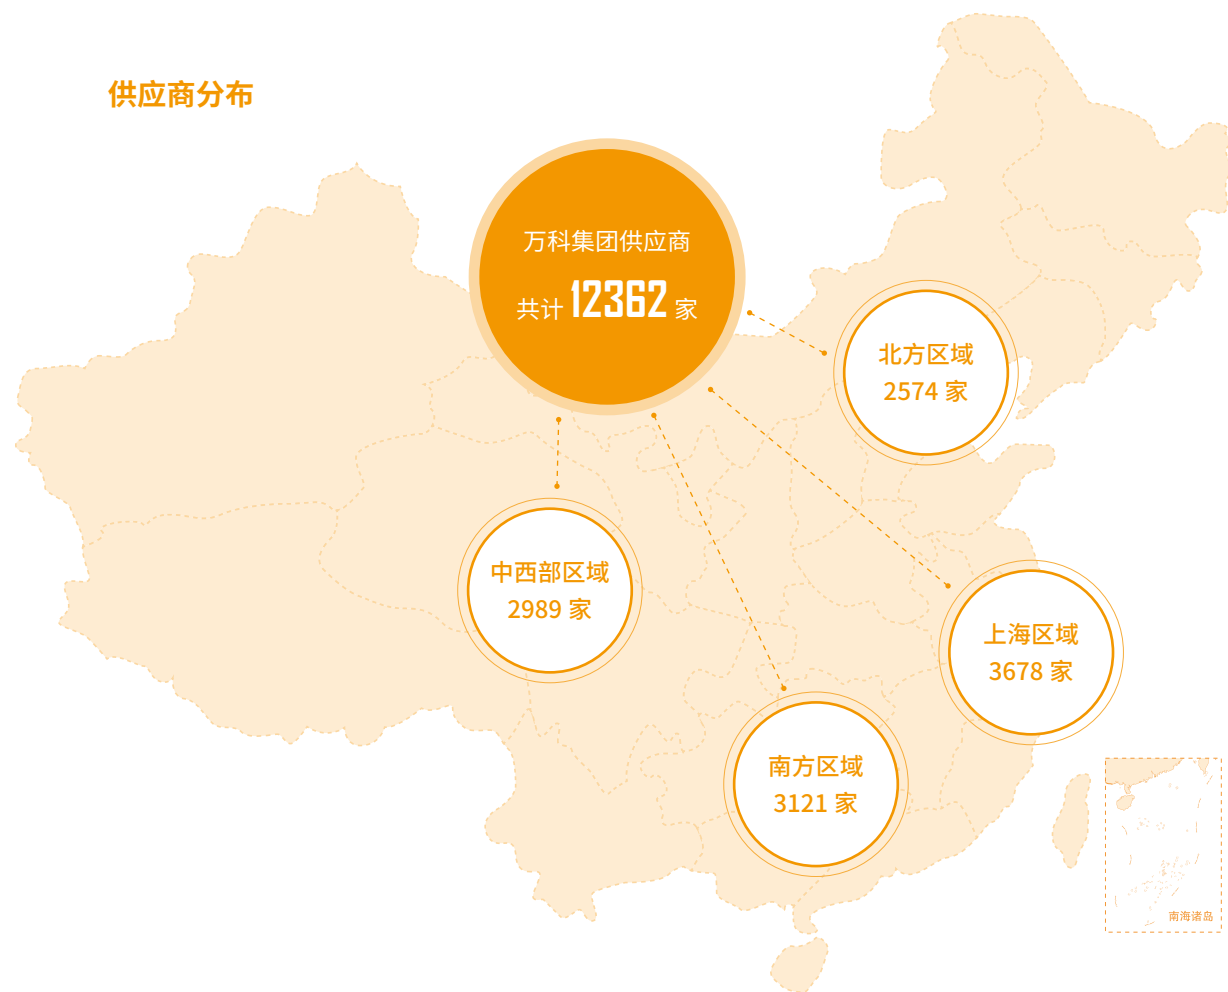 供应商分布
万科集团供应商
共计 12362 家
北方区域
2574 家
中西部区域
2989 家
上海区域
3678 家
南方区域
3121 家
南海诸岛